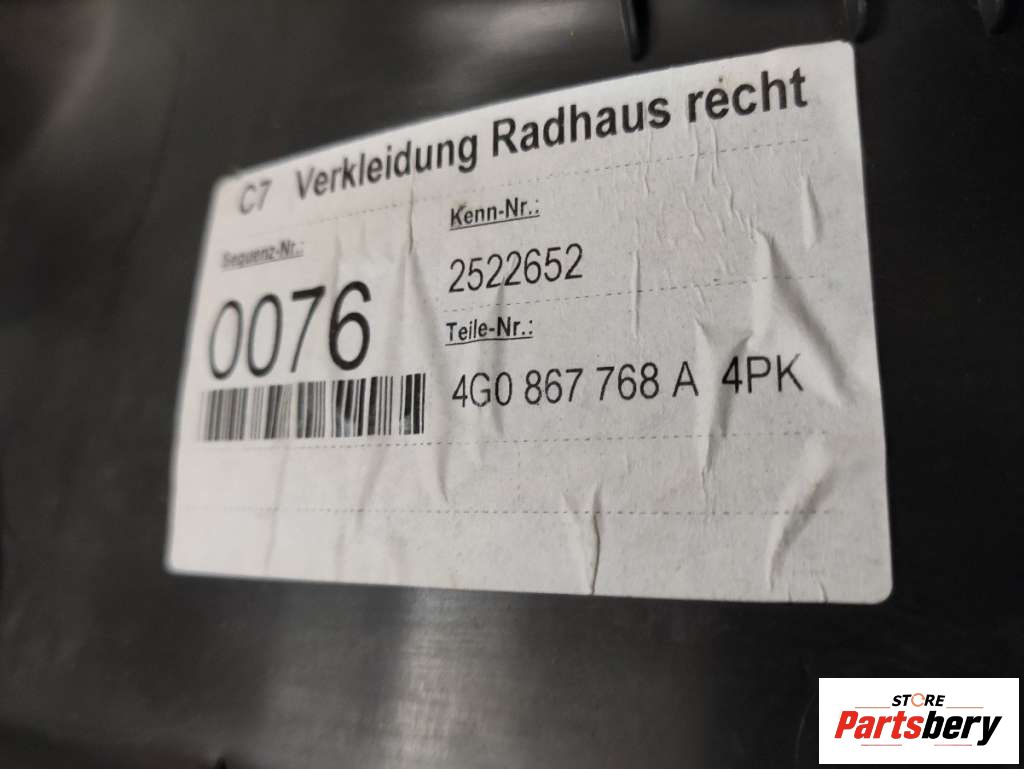 C7 Verkleidung Radhaus recht
Sequenz-Nr.:
0076
Kenn-Nr.:
2522652
Teile-Nr.:
4G0 867 768 A 4PK
STORE
Partsbery